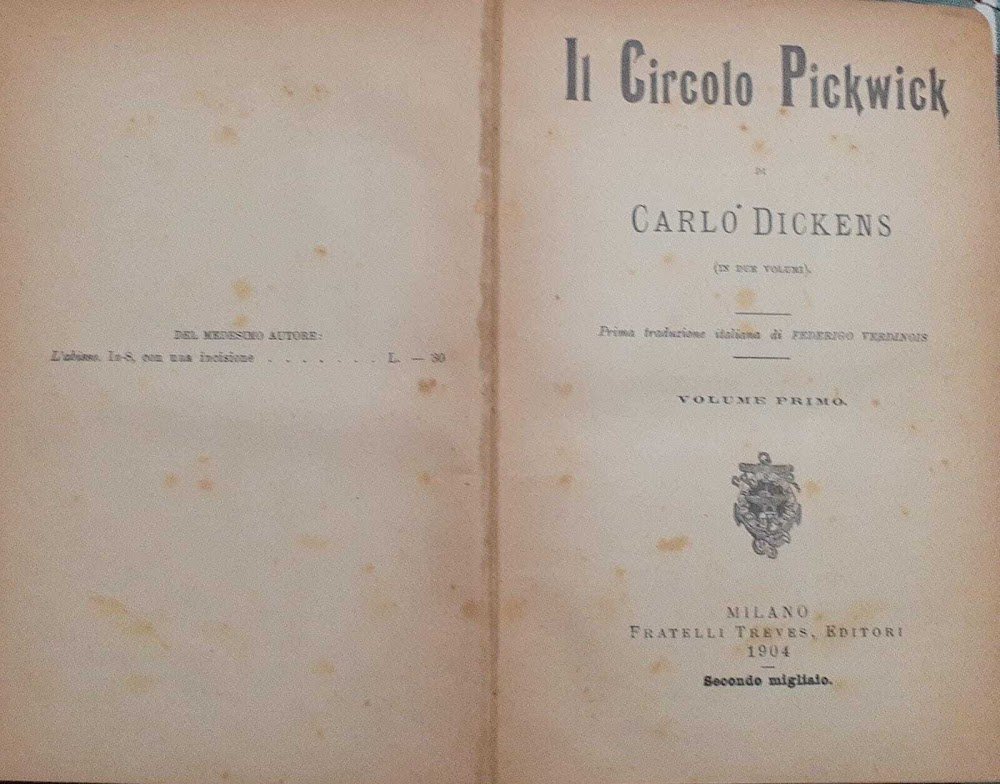 DEL MEDESIMO AUTORE:
L'abisso. In-8, con una incisione . . . . . . . L. — 30
Il Circolo Pickwick
DI
CARLO DICKENS
(IN DUE VOLUMI).
Prima traduzione italiana di FEDERIGO VERDINOIS
VOLUME PRIMO.
MILANO
FRATELLI TREVES, EDITORI
1904
Secondo migliaio.